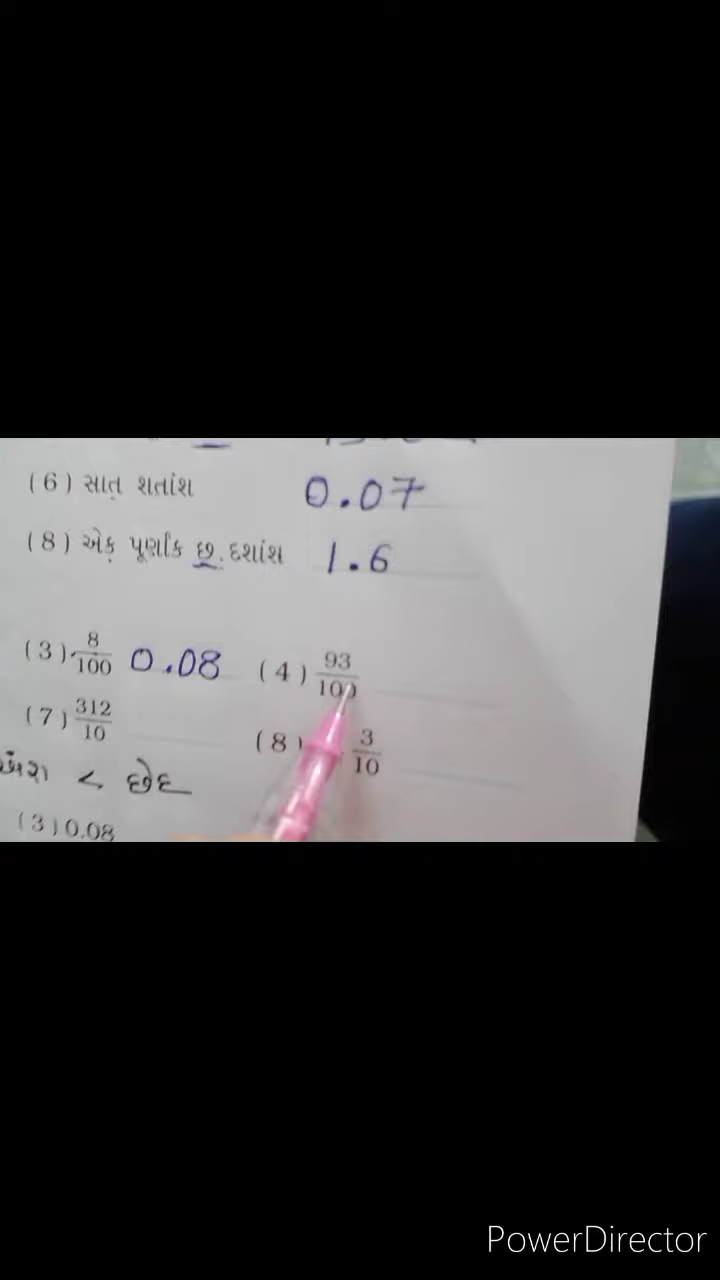 (6) સાત શતાંશ 0.07
(8) એક પૂર્ણાંક છ દશાંશ 1.6
(3) 8/100 0.08 (4) 93/100
(7) 312/10 (8) 3/10
અંશ < છેદ
(3) 0.08
PowerDirector